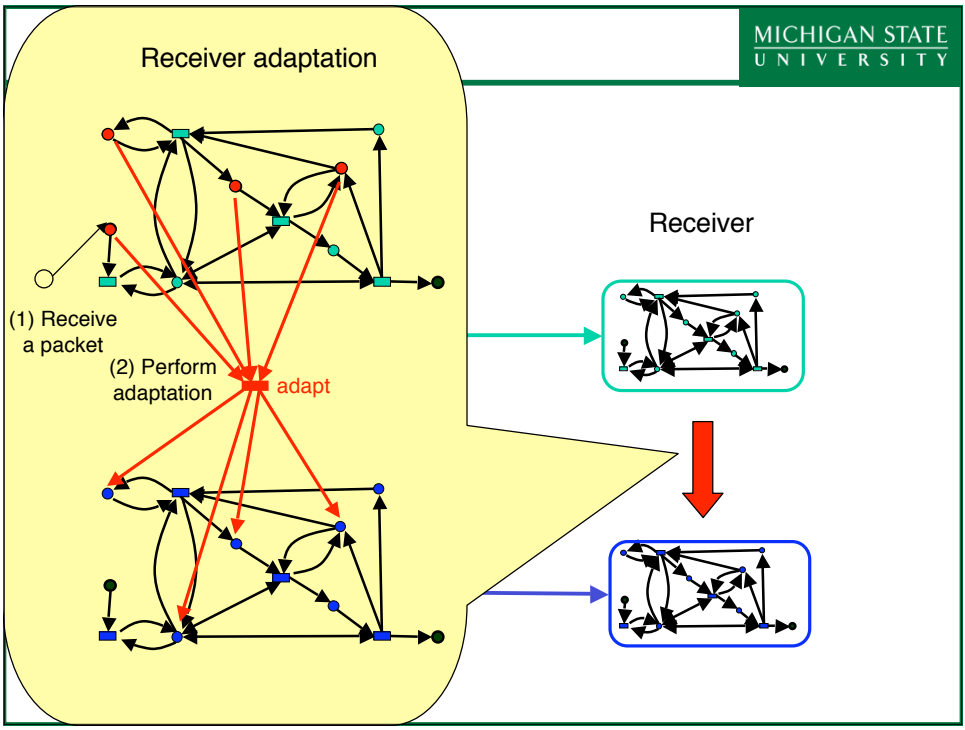 MICHIGAN STATE
UNIVERSITY
Receiver adaptation
Receiver
(1) Receive
a packet
(2) Perform
adaptation
adapt